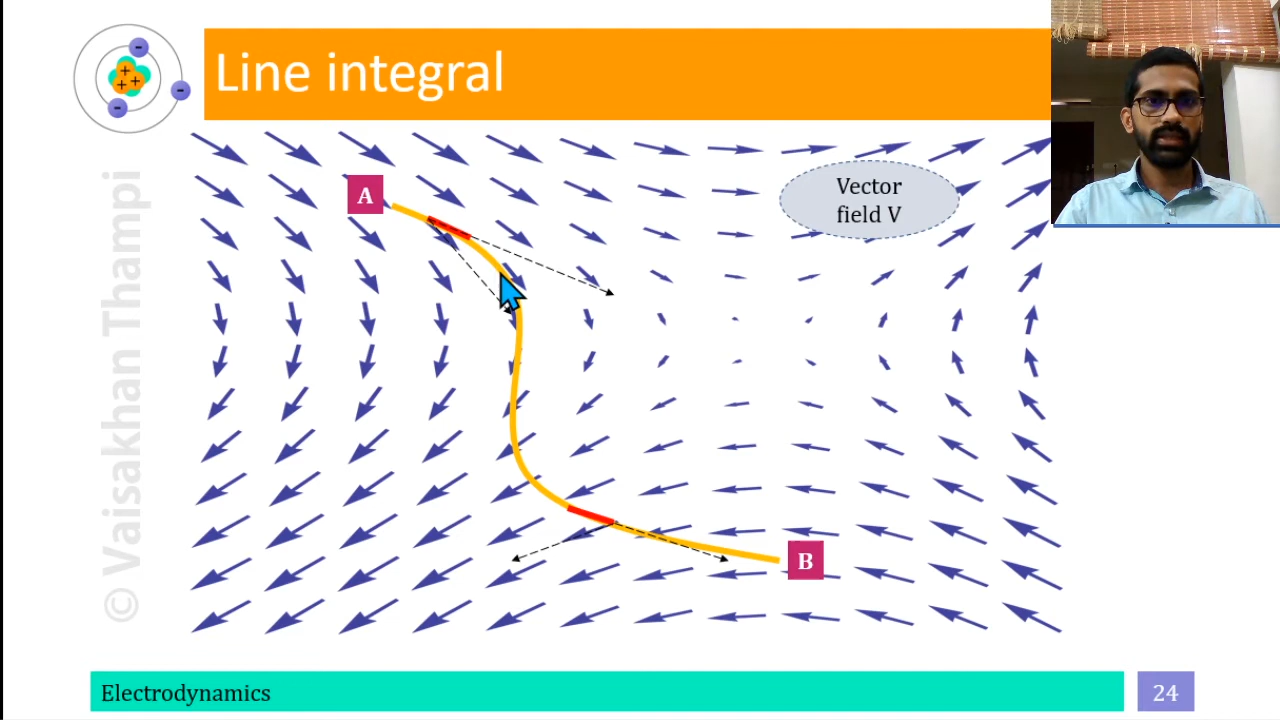 Line integral
A
Vector
field V
B
© Vaisakhan Thampi
Electrodynamics
24